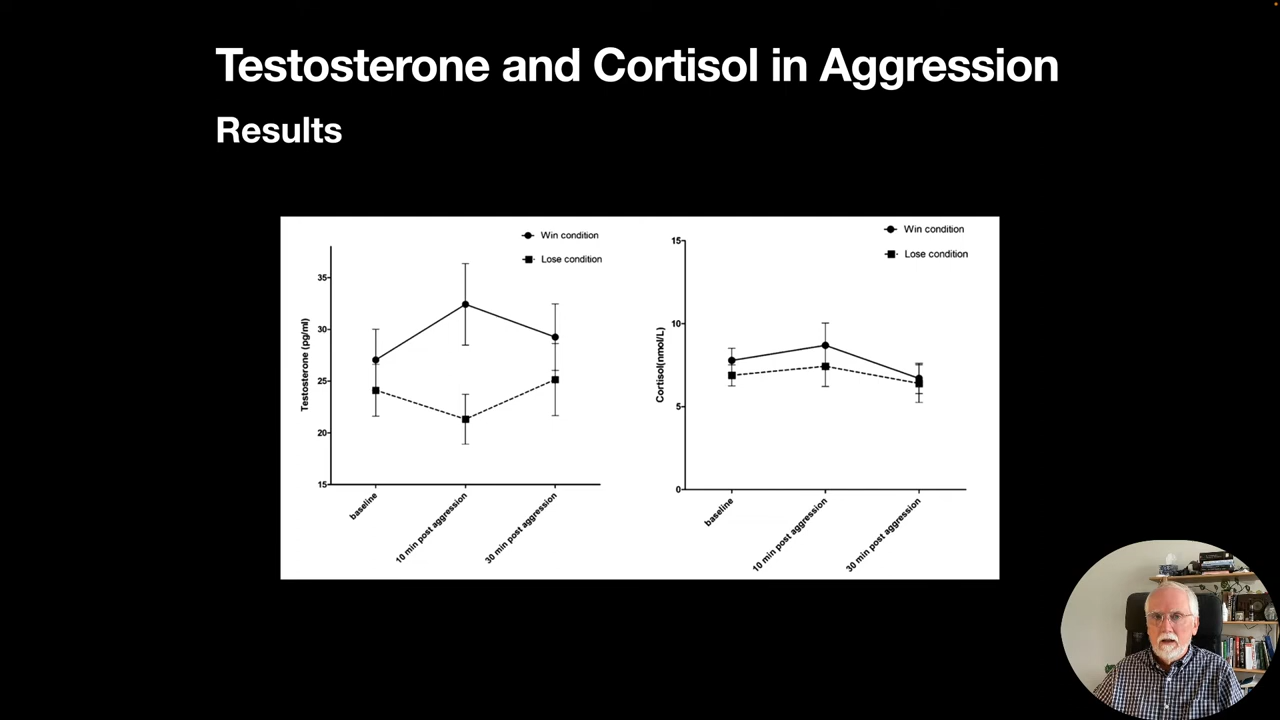 Testosterone and Cortisol in Aggression
Results
Win condition
Lose condition
35
30
25
20
15
Testosterone (pg/ml)
baseline
10 min post aggression
30 min post aggression
Win condition
Lose condition
15
10
5
0
Cortisol(nmol/L)
baseline
10 min post aggression
30 min post aggression